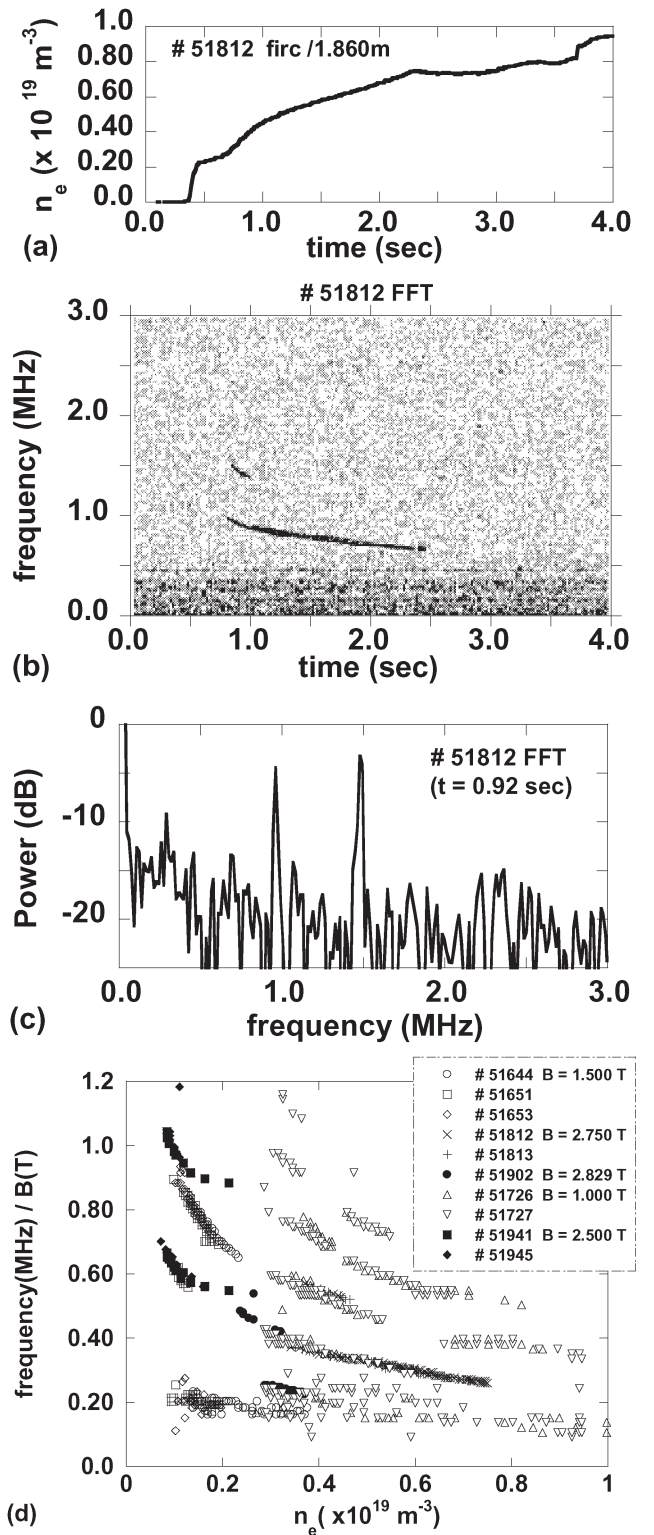 1.0
0.80
0.60
0.40
0.20
0.0
n_e (x 10^19 m^-3)
# 51812 firc /1.860m
0.0 1.0 2.0 3.0 4.0
time (sec)
(a)
# 51812 FFT
3.0
2.0
1.0
0.0
frequency (MHz)
0.0 1.0 2.0 3.0 4.0
time (sec)
(b)
0
-10
-20
Power (dB)
# 51812 FFT
(t = 0.92 sec)
0.0 1.0 2.0 3.0
frequency (MHz)
(c)
1.2
1.0
0.80
0.60
0.40
0.20
0.0
frequency(MHz) / B(T)
# 51644 B = 1.500 T
# 51651
# 51653
# 51812 B = 2.750 T
# 51813
# 51902 B = 2.829 T
# 51726 B = 1.000 T
# 51727
# 51941 B = 2.500 T
# 51945
0 0.2 0.4 0.6 0.8 1
n_e ( x10^19 m^-3)
(d)